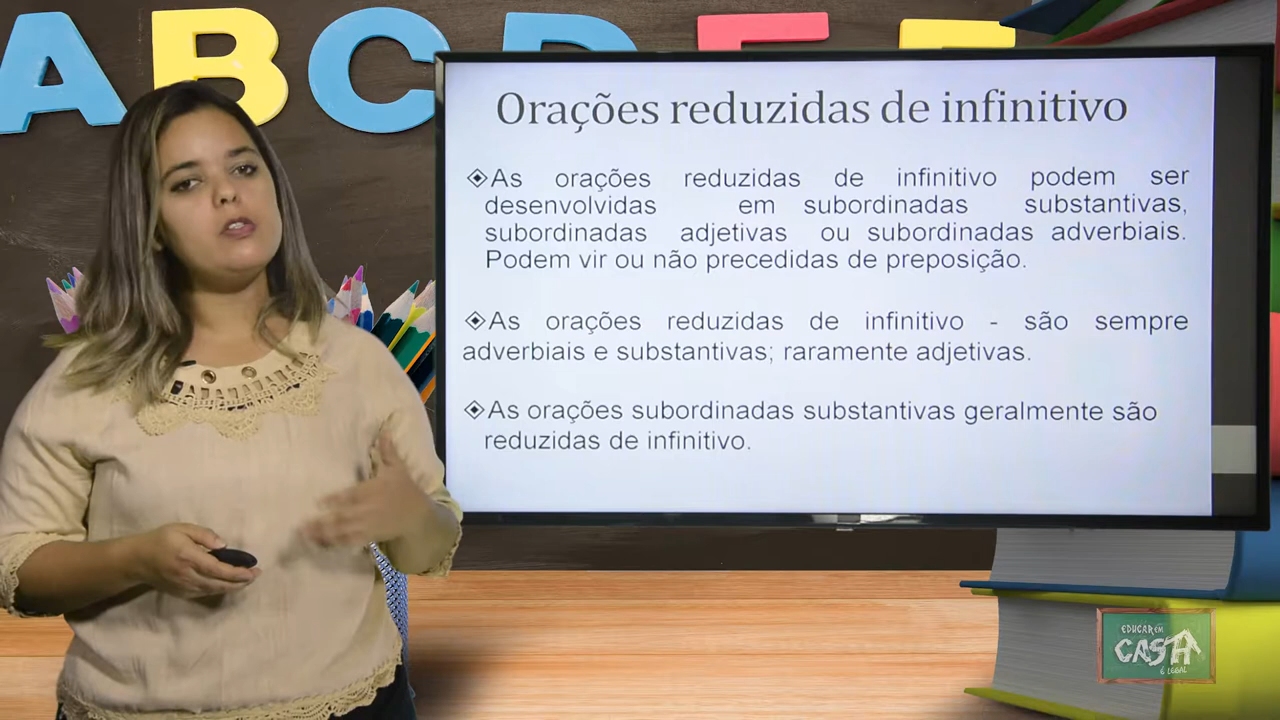 A B C D E F
Orações reduzidas de infinitivo
As orações reduzidas de infinitivo podem ser
desenvolvidas em subordinadas substantivas,
subordinadas adjetivas ou subordinadas adverbiais.
Podem vir ou não precedidas de preposição.
As orações reduzidas de infinitivo - são sempre
adverbiais e substantivas; raramente adjetivas.
As orações subordinadas substantivas geralmente são
reduzidas de infinitivo.
EDUCAR EM
CASA
É LEGAL